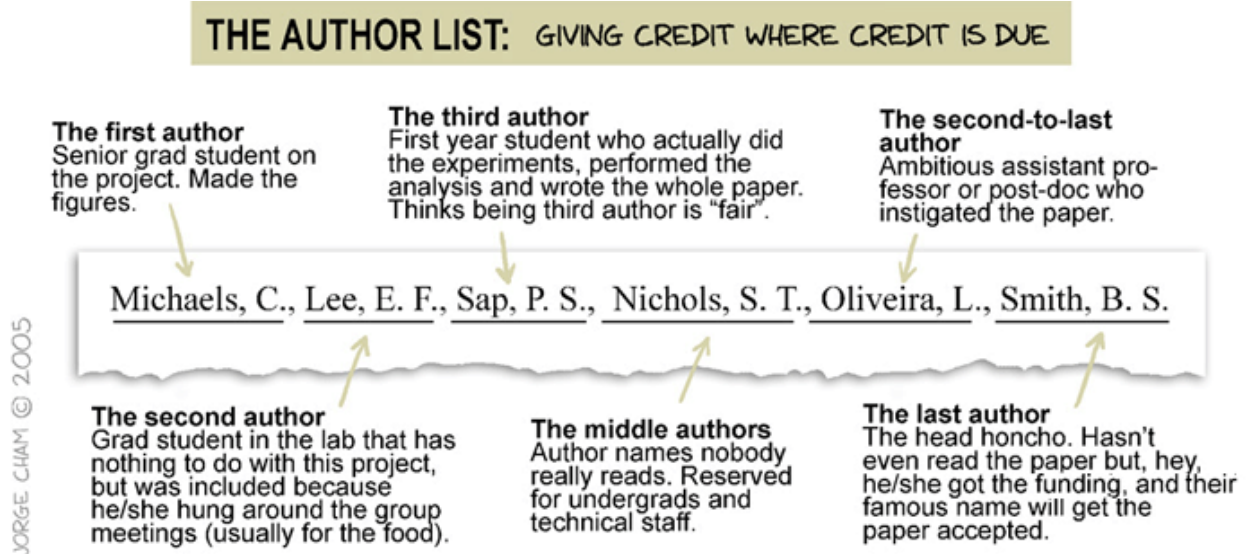 THE AUTHOR LIST: GIVING CREDIT WHERE CREDIT IS DUE
The first author
Senior grad student on
the project. Made the
figures.
The third author
First year student who actually did
the experiments, performed the
analysis and wrote the whole paper.
Thinks being third author is “fair”.
The second-to-last
author
Ambitious assistant pro-
fessor or post-doc who
instigated the paper.
Michaels, C., Lee, E. F., Sap, P. S., Nichols, S. T., Oliveira, L., Smith, B. S.
The second author
Grad student in the lab that has
nothing to do with this project,
but was included because
he/she hung around the group
meetings (usually for the food).
The middle authors
Author names nobody
really reads. Reserved
for undergrads and
technical staff.
The last author
The head honcho. Hasn’t
even read the paper but, hey,
he/she got the funding, and their
famous name will get the
paper accepted.
JORGE CHAM © 2005